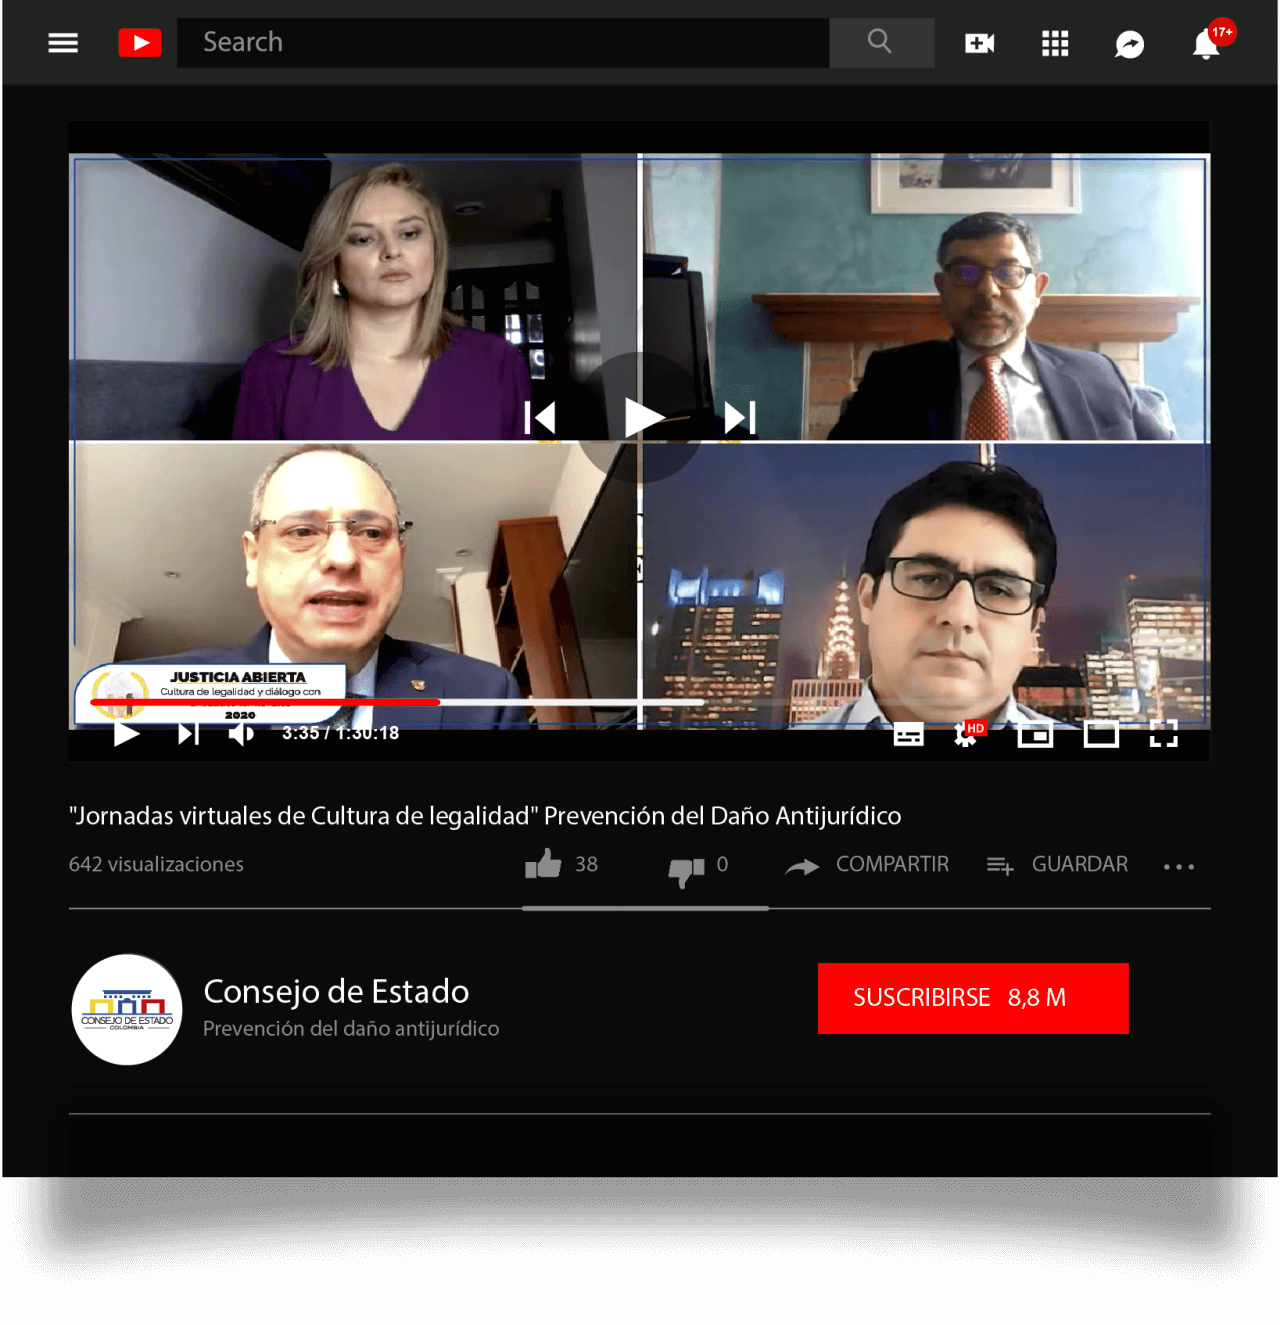 Search
17+
JUSTICIA ABIERTA
Cultura de legalidad y diálogo con
2020
3:35 / 1:30:18
HD
"Jornadas virtuales de Cultura de legalidad" Prevención del Daño Antijurídico
642 visualizaciones
38
0
COMPARTIR
GUARDAR
CONSEJO DE ESTADO
COLOMBIA
Consejo de Estado
Prevención del daño antijurídico
SUSCRIBIRSE 8,8 M